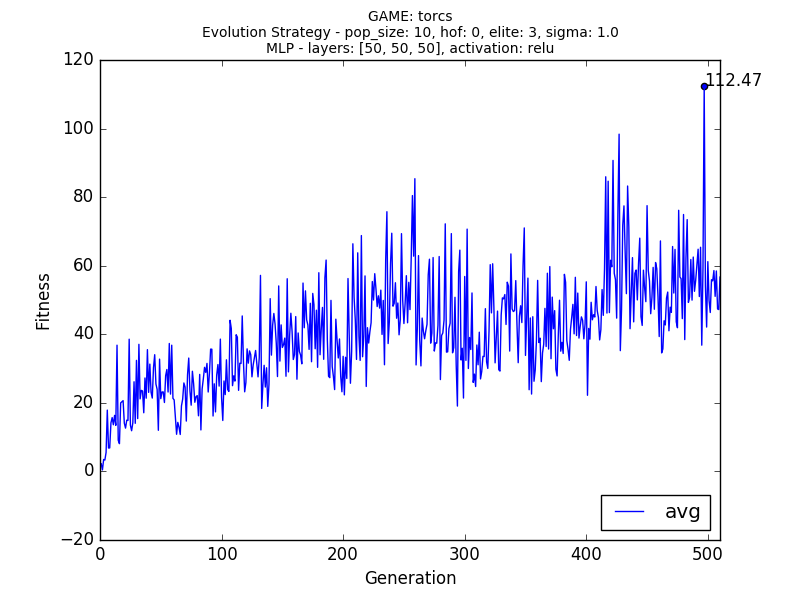 GAME: torcs
Evolution Strategy - pop_size: 10, hof: 0, elite: 3, sigma: 1.0
MLP - layers: [50, 50, 50], activation: relu
120
100
80
60
40
20
0
−20
Fitness
112.47
avg
0 100 200 300 400 500
Generation